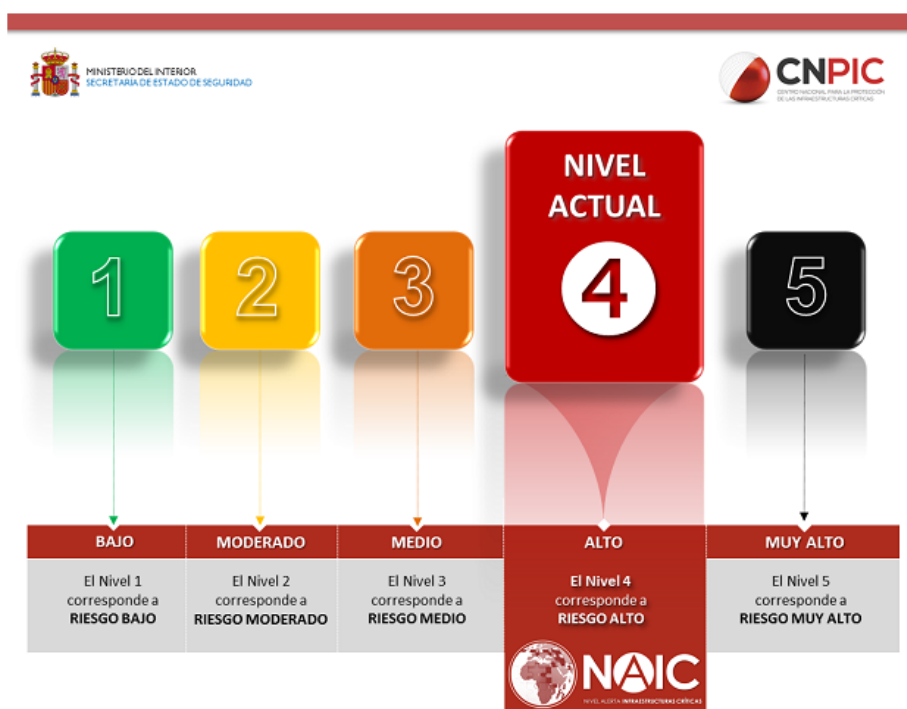 MINISTERIO DEL INTERIOR
SECRETARIA DE ESTADO DE SEGURIDAD
CNPIC
CENTRO NACIONAL PARA LA PROTECCIÓN
DE LAS INFRAESTRUCTURAS CRÍTICAS
NIVEL
ACTUAL
1
2
3
4
5
BAJO
El Nivel 1
corresponde a
RIESGO BAJO
MODERADO
El Nivel 2
corresponde a
RIESGO MODERADO
MEDIO
El Nivel 3
corresponde a
RIESGO MEDIO
ALTO
El Nivel 4
corresponde a
RIESGO ALTO
MUY ALTO
El Nivel 5
corresponde a
RIESGO MUY ALTO
NAIC
NIVEL ALERTA INFRAESTRUCTURAS CRÍTICAS